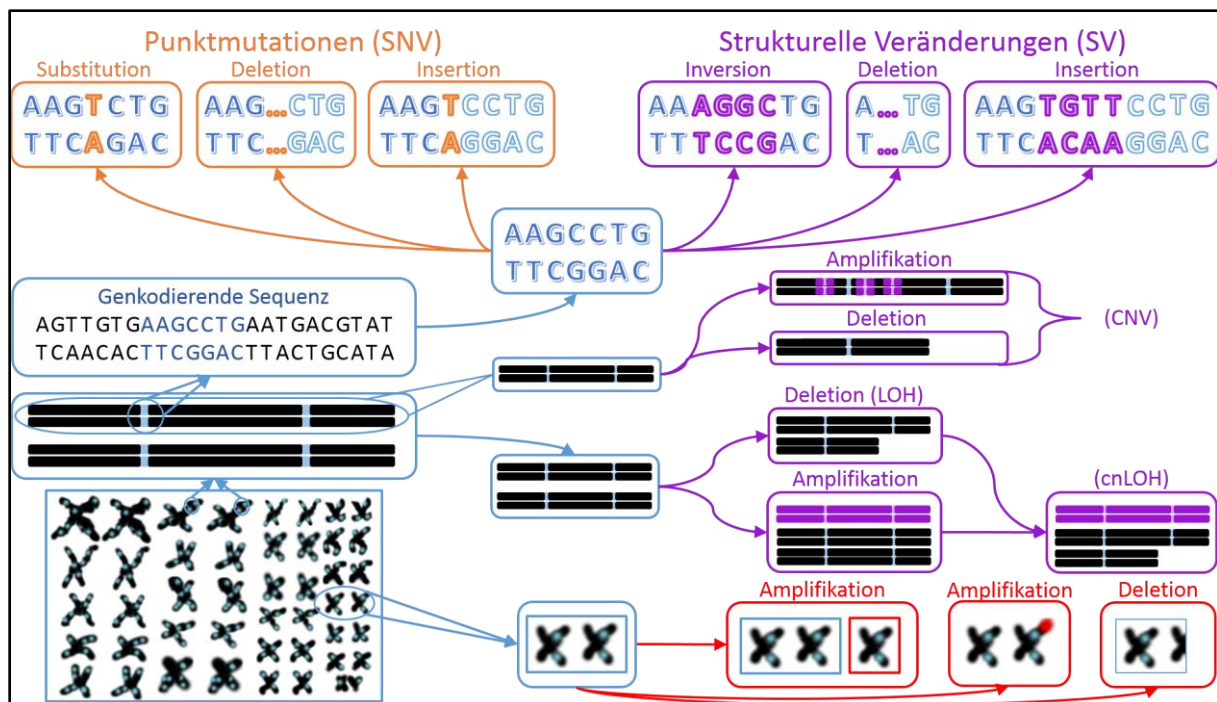 Punktmutationen (SNV)
Strukturelle Veränderungen (SV)
Substitution
Deletion
Insertion
Inversion
Deletion
Insertion
AAGTCTG
TTCAGAC
AAG...CTG
TTC...GAC
AAGTCCTG
TTCAGGAC
AAAGGCTG
TTTCCGAC
A...TG
T...AC
AAGTGTTCCTG
TTCACAAGGAC
AAGCCTG
TTCGGAC
Genkodierende Sequenz
AGTTGTGAAGCCTGAATGACGTAT
TCAACACTTCGGACTTACTGCATA
Amplifikation
Deletion
(CNV)
Deletion (LOH)
Amplifikation
(cnLOH)
Amplifikation
Amplifikation
Deletion